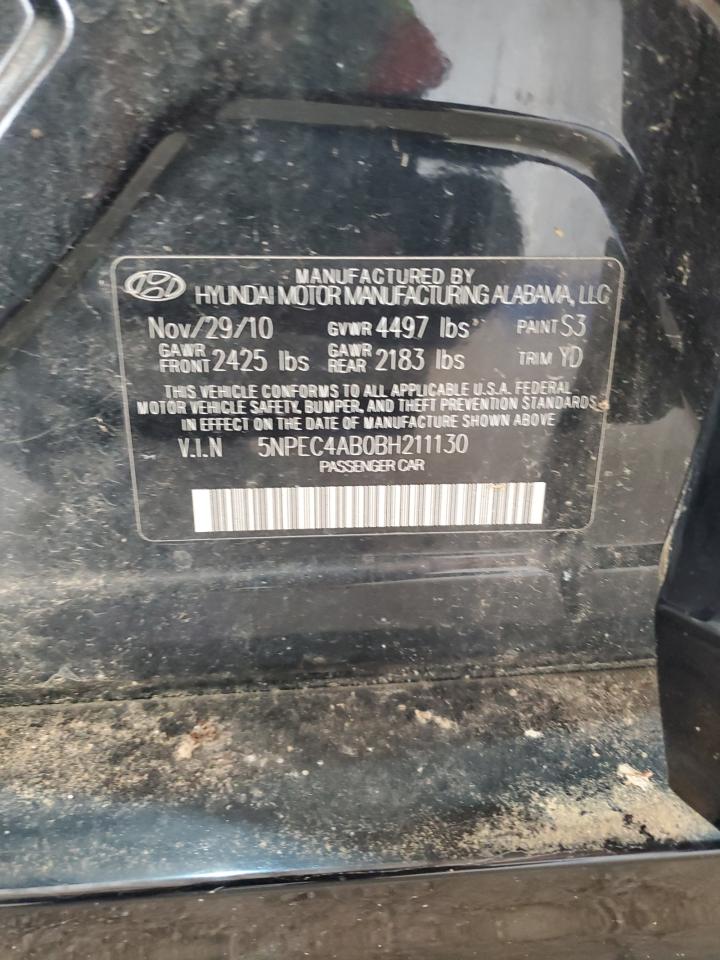 MANUFACTURED BY
HYUNDAI MOTOR MANUFACTURING ALABAMA, LLC
Nov/29/10 GVWR 4497 lbs PAINT S3
GAWR FRONT 2425 lbs GAWR REAR 2183 lbs TRIM YD
THIS VEHICLE CONFORMS TO ALL APPLICABLE U.S.A. FEDERAL
MOTOR VEHICLE SAFETY, BUMPER, AND THEFT PREVENTION STANDARDS
IN EFFECT ON THE DATE OF MANUFACTURE SHOWN ABOVE
V.I.N 5NPEC4AB0BH211130
PASSENGER CAR